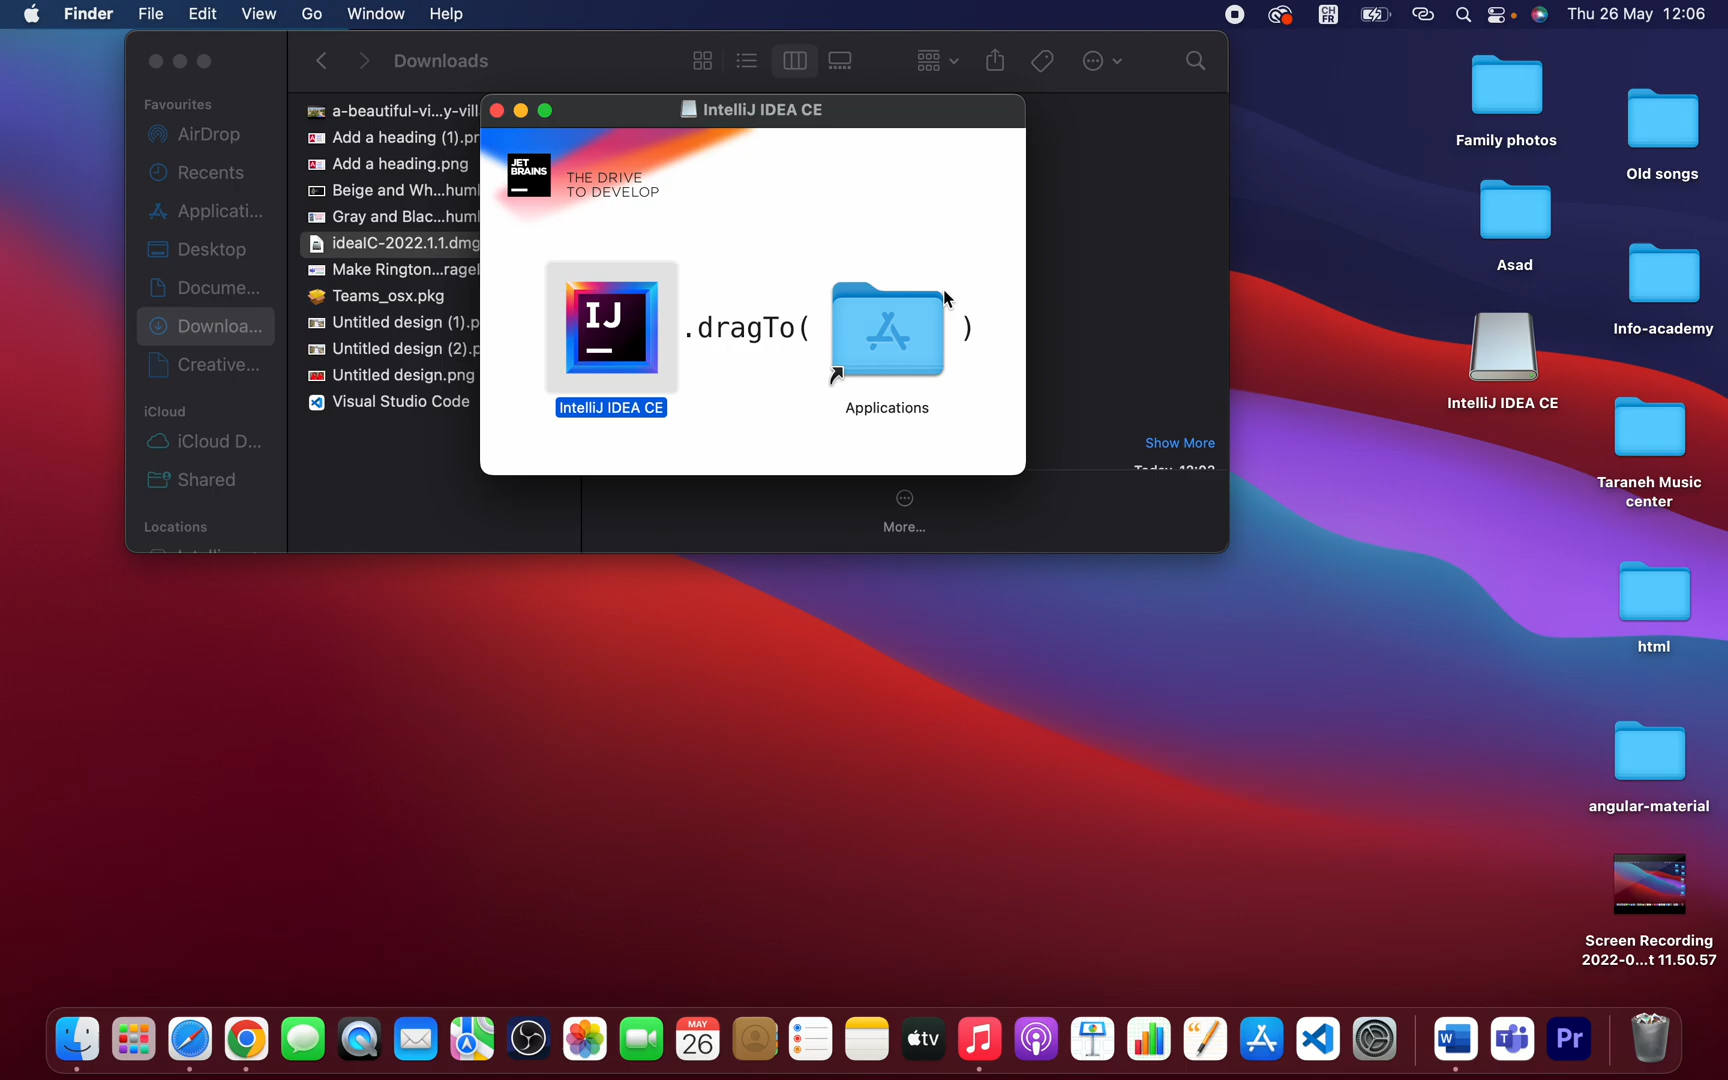 Finder File Edit View Go Window Help
CH
FR
Thu 26 May 12:06
Downloads
Favourites
AirDrop
Recents
Applicati...
Desktop
Docume...
Downloa...
Creative...
iCloud
iCloud D...
Shared
Locations
a-beautiful-vi...y-vill
Add a heading (1).pr
Add a heading.png
Beige and Wh...huml
Gray and Blac...huml
ideaIC-2022.1.1.dmg
Make Rington...ragel
Teams_osx.pkg
Untitled design (1).p
Untitled design (2).p
Untitled design.png
Visual Studio Code
IntelliJ IDEA CE
JET
BRAINS
THE DRIVE
TO DEVELOP
IJ
.dragTo( )
IntelliJ IDEA CE
Applications
Show More
More...
Family photos
Old songs
Asad
Info-academy
IntelliJ IDEA CE
Taraneh Music
center
html
angular-material
Screen Recording
2022-0...t 11.50.57
MAY
26
tv
W
Pr